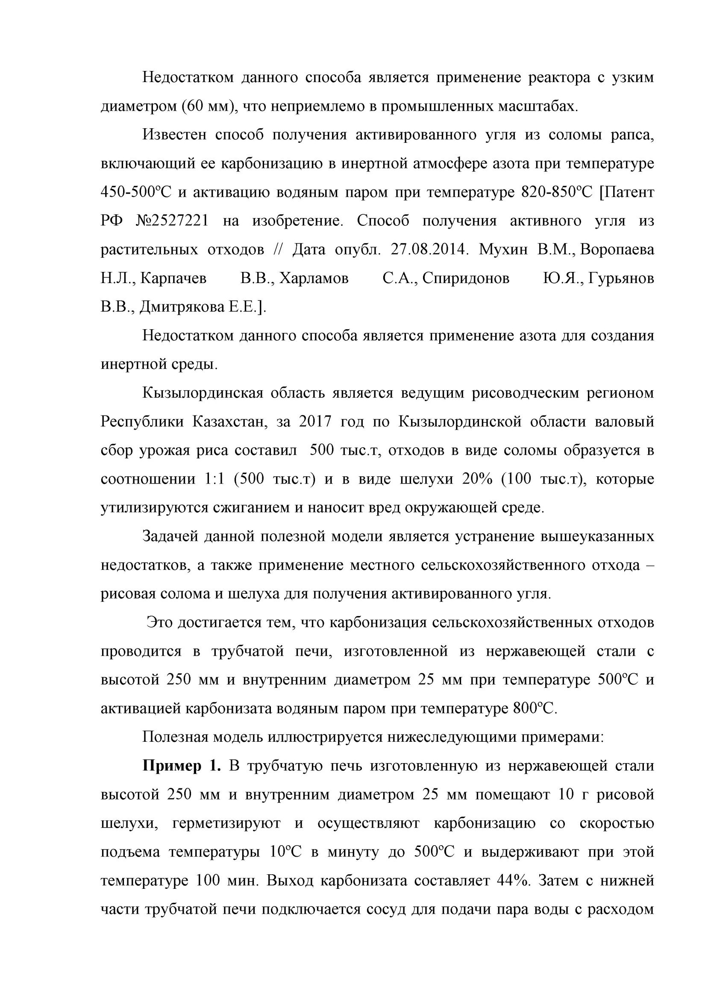 Недостатком данного способа является применение реактора с узким
диаметром (60 мм), что неприемлемо в промышленных масштабах.
Известен способ получения активированного угля из соломы рапса,
включающий ее карбонизацию в инертной атмосфере азота при температуре
450-500ºС и активацию водяным паром при температуре 820-850ºС [Патент
РФ №2527221 на изобретение. Способ получения активного угля из
растительных отходов // Дата опубл. 27.08.2014. Мухин В.М., Воропаева
Н.Л., Карпачев В.В., Харламов С.А., Спиридонов Ю.Я., Гурьянов
В.В., Дмитрякова Е.Е.].
Недостатком данного способа является применение азота для создания
инертной среды.
Кызылординская область является ведущим рисоводческим регионом
Республики Казахстан, за 2017 год по Кызылординской области валовый
сбор урожая риса составил 500 тыс.т, отходов в виде соломы образуется в
соотношении 1:1 (500 тыс.т) и в виде шелухи 20% (100 тыс.т), которые
утилизируются сжиганием и наносит вред окружающей среде.
Задачей данной полезной модели является устранение вышеуказанных
недостатков, а также применение местного сельскохозяйственного отхода –
рисовая солома и шелуха для получения активированного угля.
Это достигается тем, что карбонизация сельскохозяйственных отходов
проводится в трубчатой печи, изготовленной из нержавеющей стали с
высотой 250 мм и внутренним диаметром 25 мм при температуре 500ºС и
активацией карбонизата водяным паром при температуре 800ºС.
Полезная модель иллюстрируется нижеследующими примерами:
Пример 1. В трубчатую печь изготовленную из нержавеющей стали
высотой 250 мм и внутренним диаметром 25 мм помещают 10 г рисовой
шелухи, герметизируют и осуществляют карбонизацию со скоростью
подъема температуры 10ºС в минуту до 500ºС и выдерживают при этой
температуре 100 мин. Выход карбонизата составляет 44%. Затем с нижней
части трубчатой печи подключается сосуд для подачи пара воды с расходом